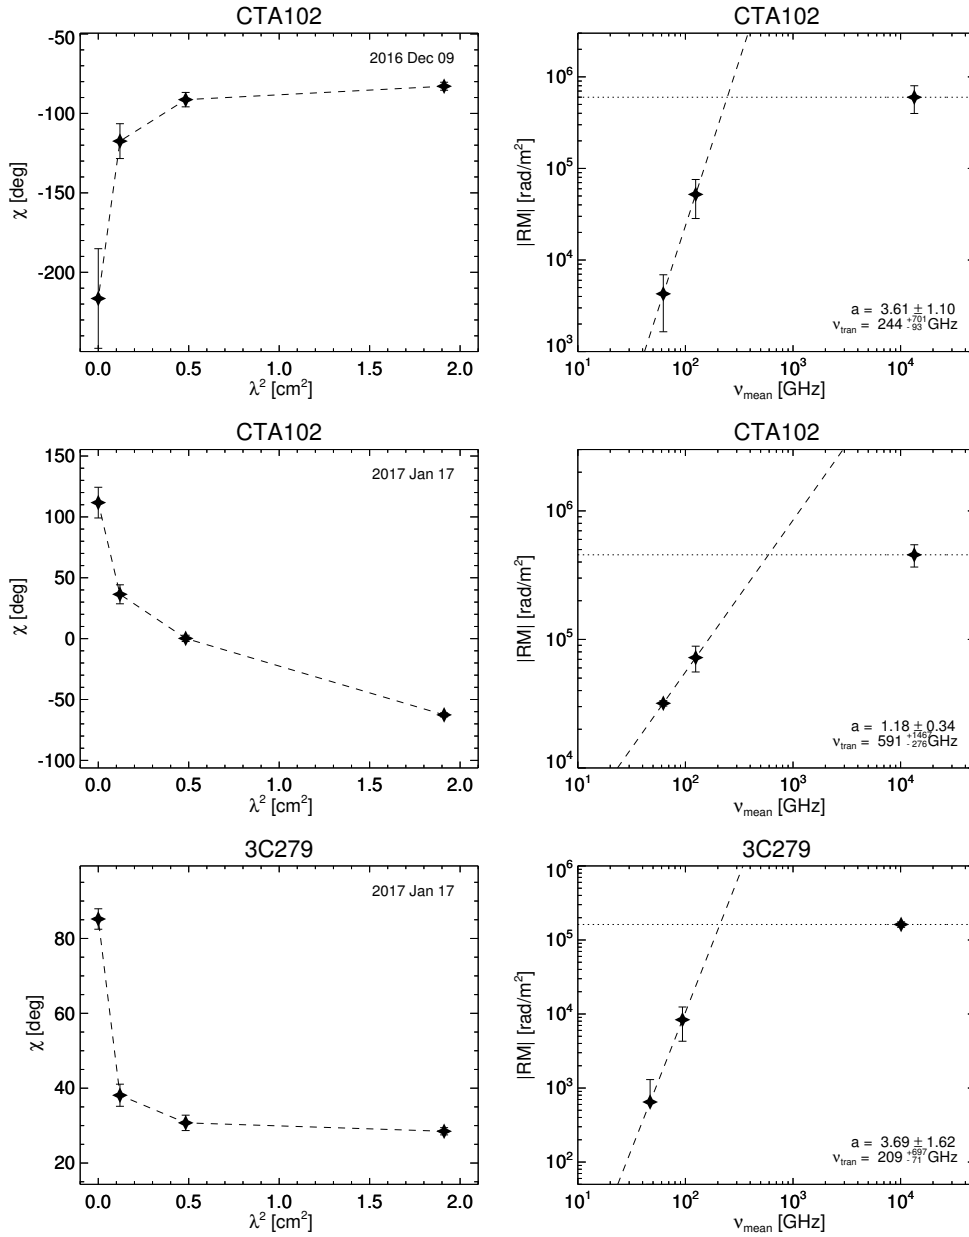 CTA102
2016 Dec 09
χ [deg]
-50
-100
-150
-200
0.0 0.5 1.0 1.5 2.0
λ² [cm²]
CTA102
|RM| [rad/m²]
10⁶
10⁵
10⁴
10³
a = 3.61 ± 1.10
ν_tran = 244 +701 -93 GHz
10¹ 10² 10³ 10⁴
ν_mean [GHz]
CTA102
2017 Jan 17
χ [deg]
150
100
50
0
-50
-100
0.0 0.5 1.0 1.5 2.0
λ² [cm²]
CTA102
|RM| [rad/m²]
10⁶
10⁵
10⁴
a = 1.18 ± 0.34
ν_tran = 591 +1467 -276 GHz
10¹ 10² 10³ 10⁴
ν_mean [GHz]
3C279
2017 Jan 17
χ [deg]
80
60
40
20
0.0 0.5 1.0 1.5 2.0
λ² [cm²]
3C279
|RM| [rad/m²]
10⁶
10⁵
10⁴
10³
10²
a = 3.69 ± 1.62
ν_tran = 209 +697 -71 GHz
10¹ 10² 10³ 10⁴
ν_mean [GHz]